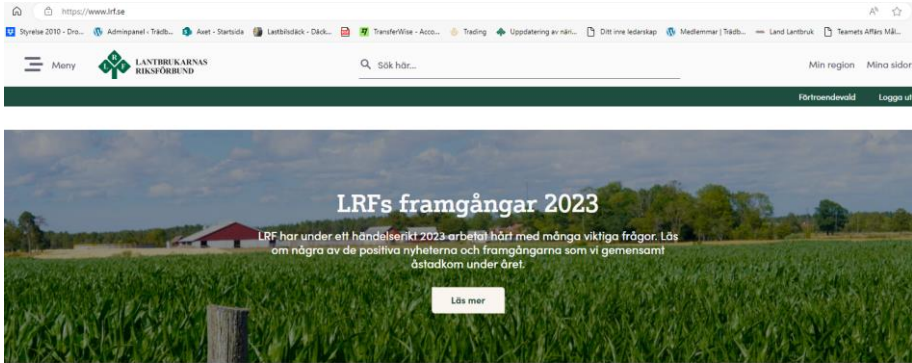 https://www.lrf.se
Styrelse 2010 - Dro... Adminpanel ‹ Trädb... Axet - Startsida Lastbilsdäck - Däck... TransferWise - Acco... Trading Uppdatering av näri... Ditt inre ledarskap Medlemmar | Trädb... Land Lantbruk Teamets Affärs Mål...
Meny
LRF
LANTBRUKARNAS
RIKSFÖRBUND
Sök här...
Min region Mina sidor
Förtroendevald Logga ut
LRFs framgångar 2023
LRF har under ett händelserikt 2023 arbetat hårt med många viktiga frågor. Läs
om några av de positiva nyheterna och framgångarna som vi gemensamt
åstadkom under året.
Läs mer